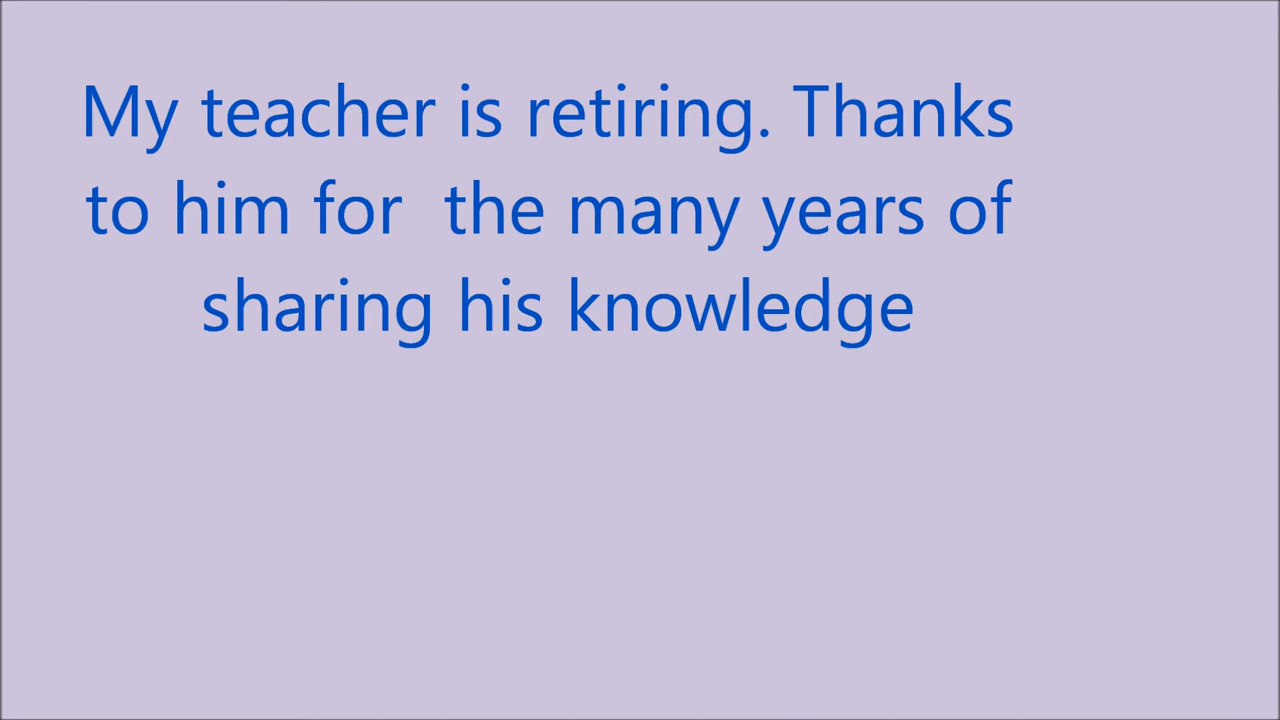 My teacher is retiring. Thanks
to him for  the many years of
sharing his knowledge